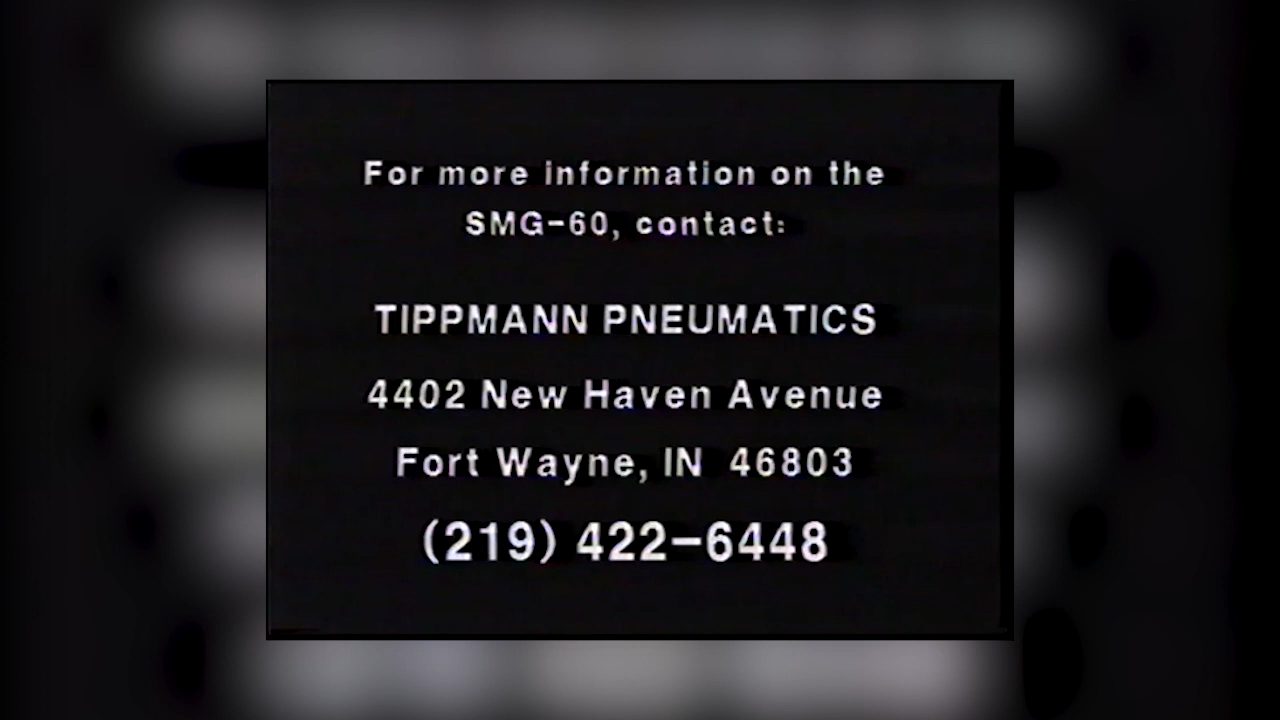 For more information on the
SMG-60, contact:
TIPPMANN PNEUMATICS
4402 New Haven Avenue
Fort Wayne, IN 46803
(219) 422-6448